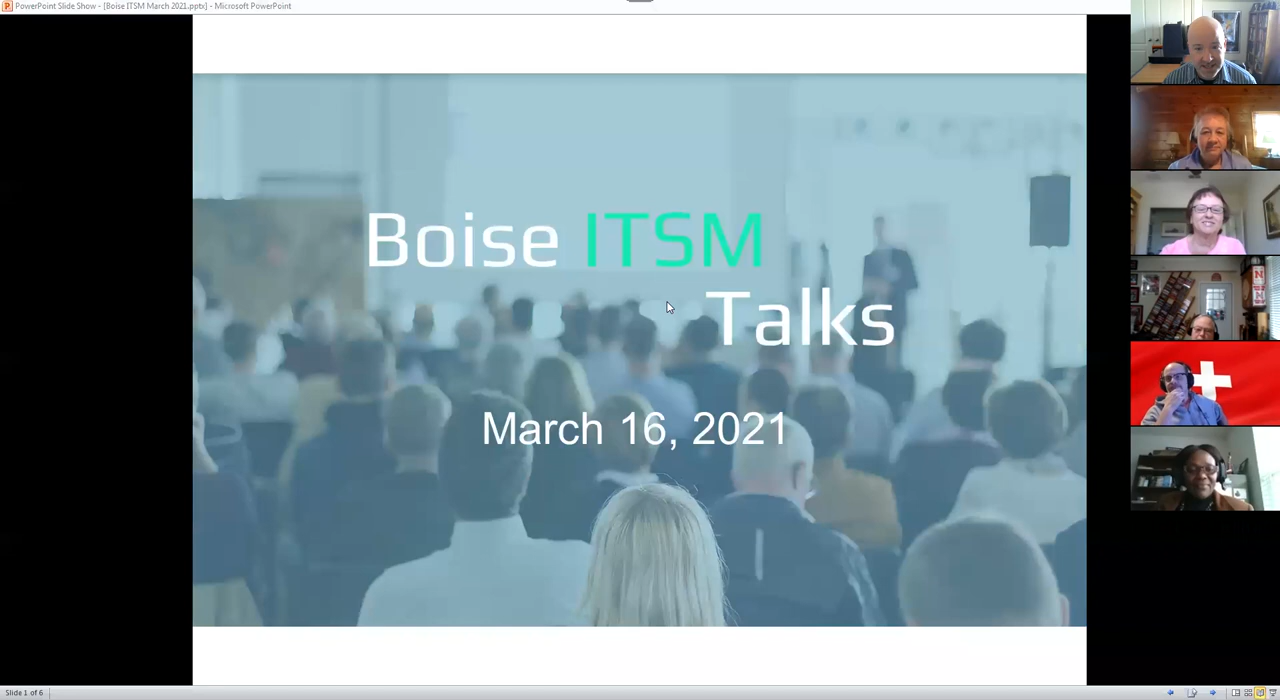 PowerPoint Slide Show - [Boise ITSM March 2021.pptx] - Microsoft PowerPoint
Boise ITSM
Talks
March 16, 2021
N
N
Slide 1 of 6